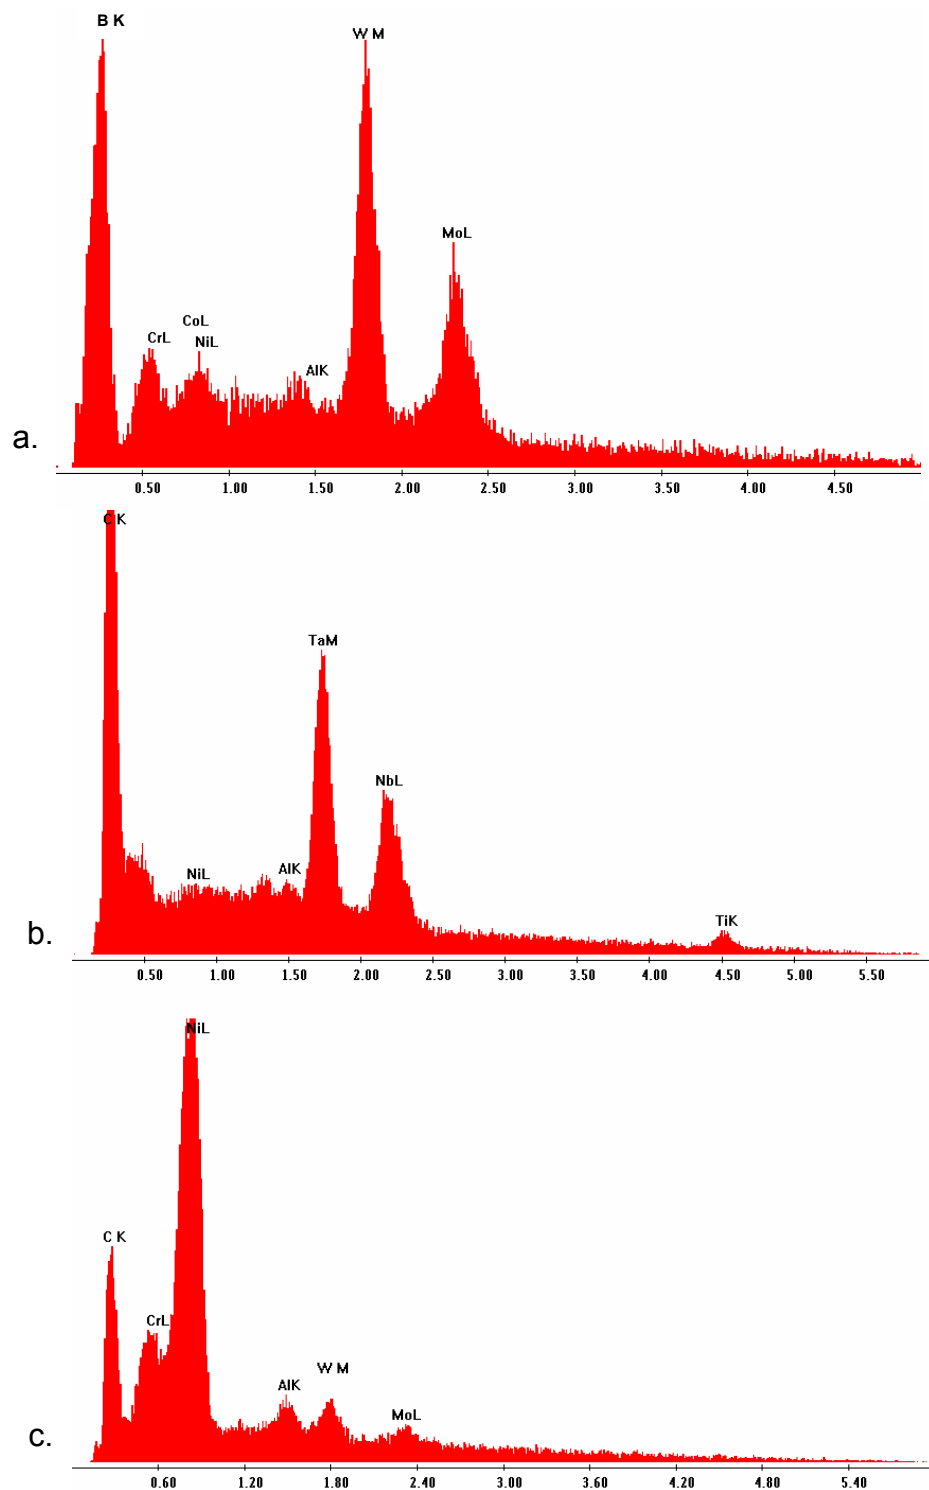 B K
W M
MoL
CoL
CrL
NiL
AlK
a.
0.50 1.00 1.50 2.00 2.50 3.00 3.50 4.00 4.50
C K
TaM
NbL
NiL
AlK
TiK
b.
0.50 1.00 1.50 2.00 2.50 3.00 3.50 4.00 4.50 5.00 5.50
NiL
C K
CrL
W M
AlK
MoL
c.
0.60 1.20 1.80 2.40 3.00 3.60 4.20 4.80 5.40